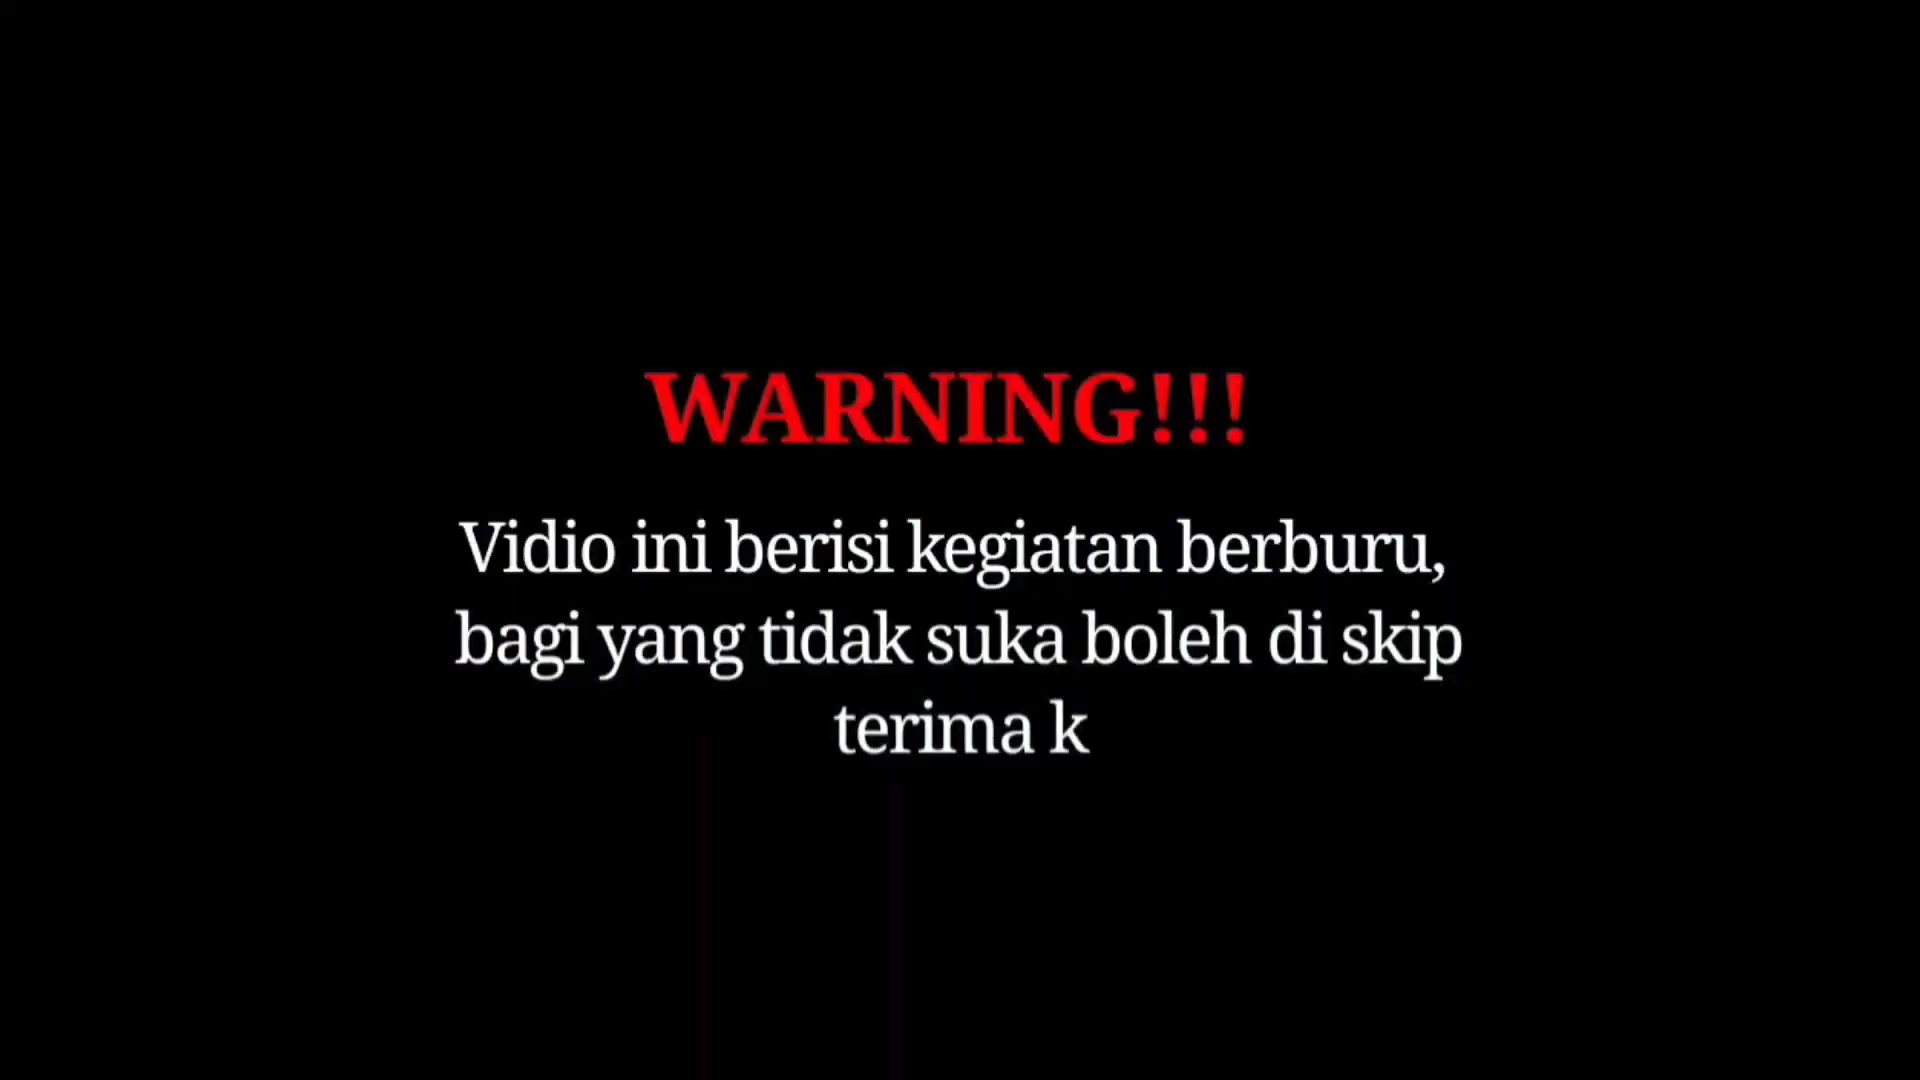 WARNING!!!
Vidio ini berisi kegiatan berburu,
bagi yang tidak suka boleh di skip
terima k